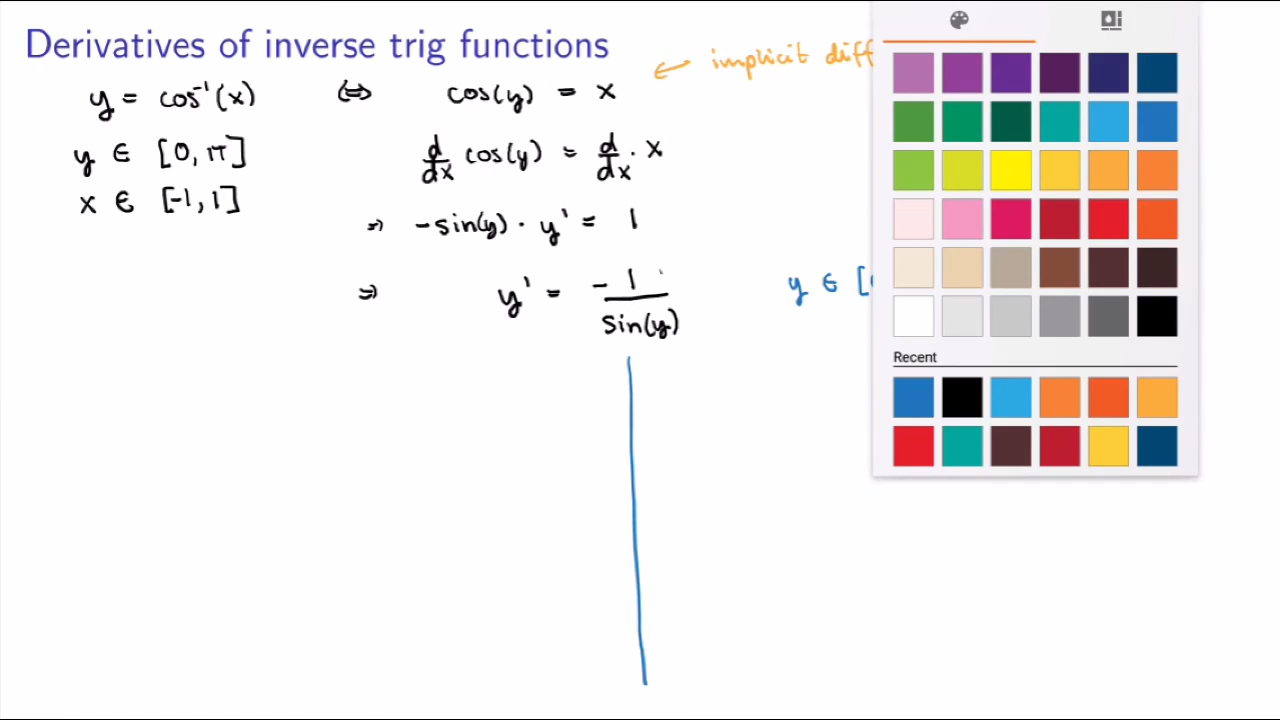 Derivatives of inverse trig functions
y = cos⁻¹(x) ⇔ cos(y) = x ← implicit diff
y ∈ [0, π]
d/dx cos(y) = d/dx · x
x ∈ [-1, 1]
⇒ -sin(y) · y' = 1
⇒ y' = -1/sin(y) y ∈ [
Recent